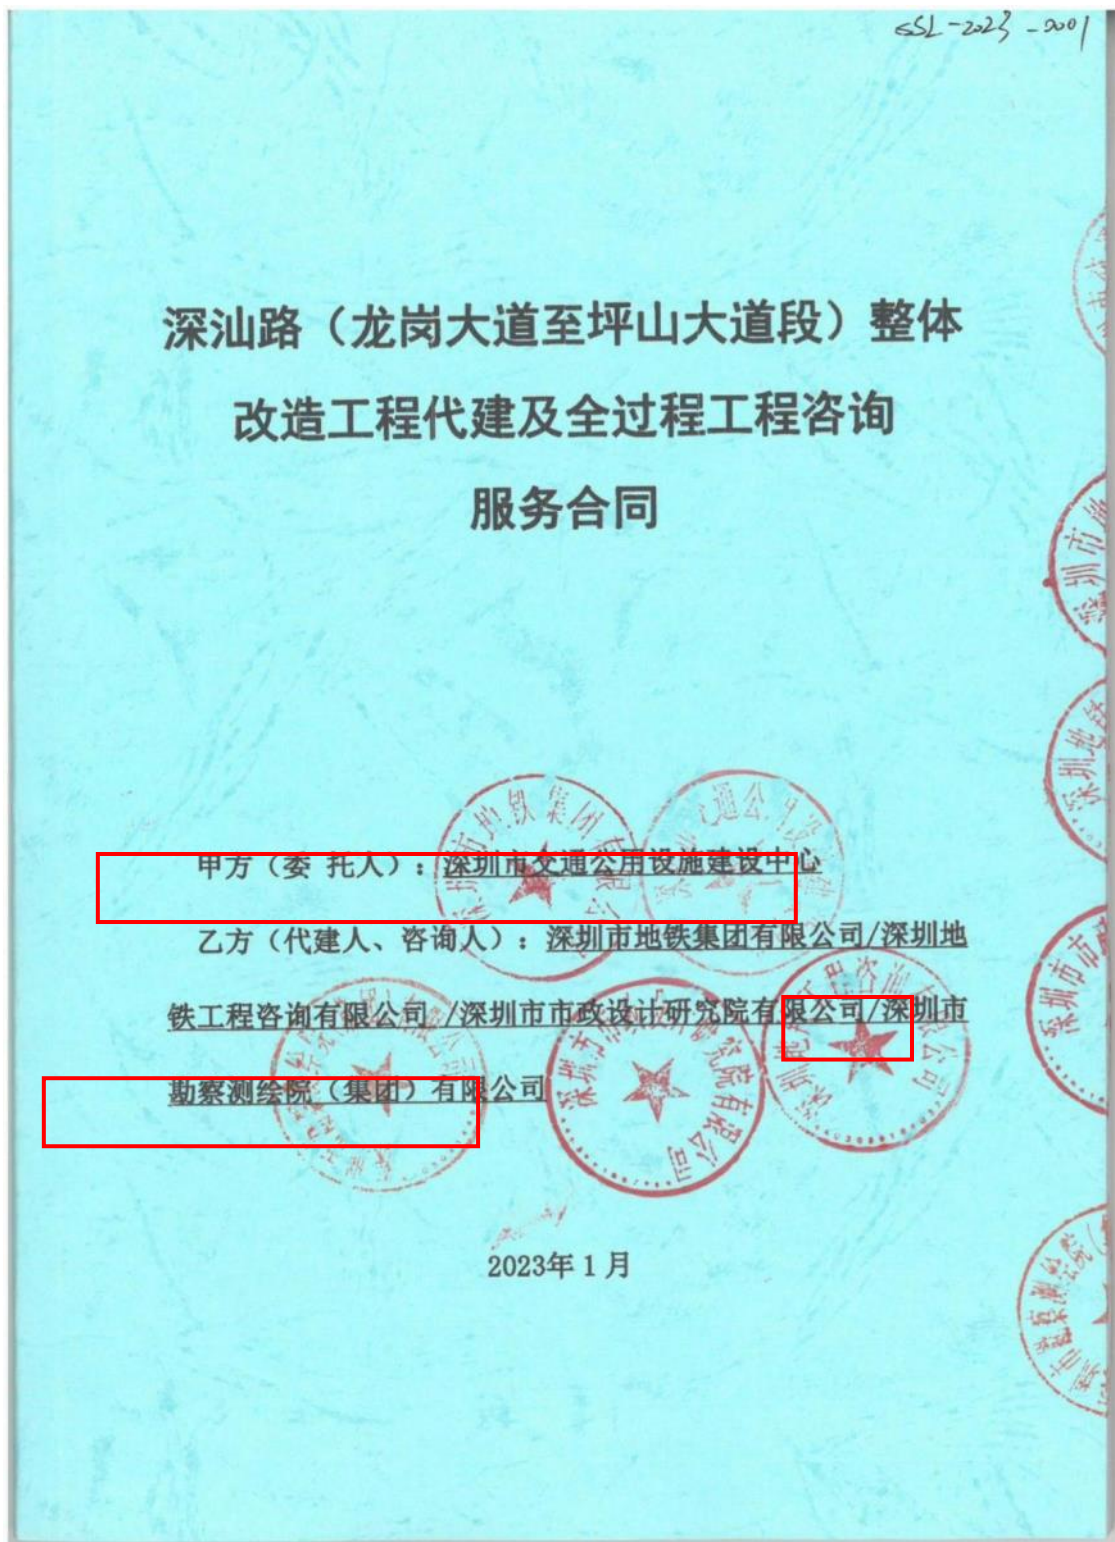 SSL-2023-0001
深汕路（龙岗大道至坪山大道段）整体
改造工程代建及全过程工程咨询
服务合同
甲方（委 托人）：深圳市交通公用设施建设中心
乙方（代建人、咨询人）：深圳市地铁集团有限公司/深圳地
铁工程咨询有限公司 /深圳市市政设计研究院有限公司/深圳市
勘察测绘院（集团）有限公司
2023年 1 月